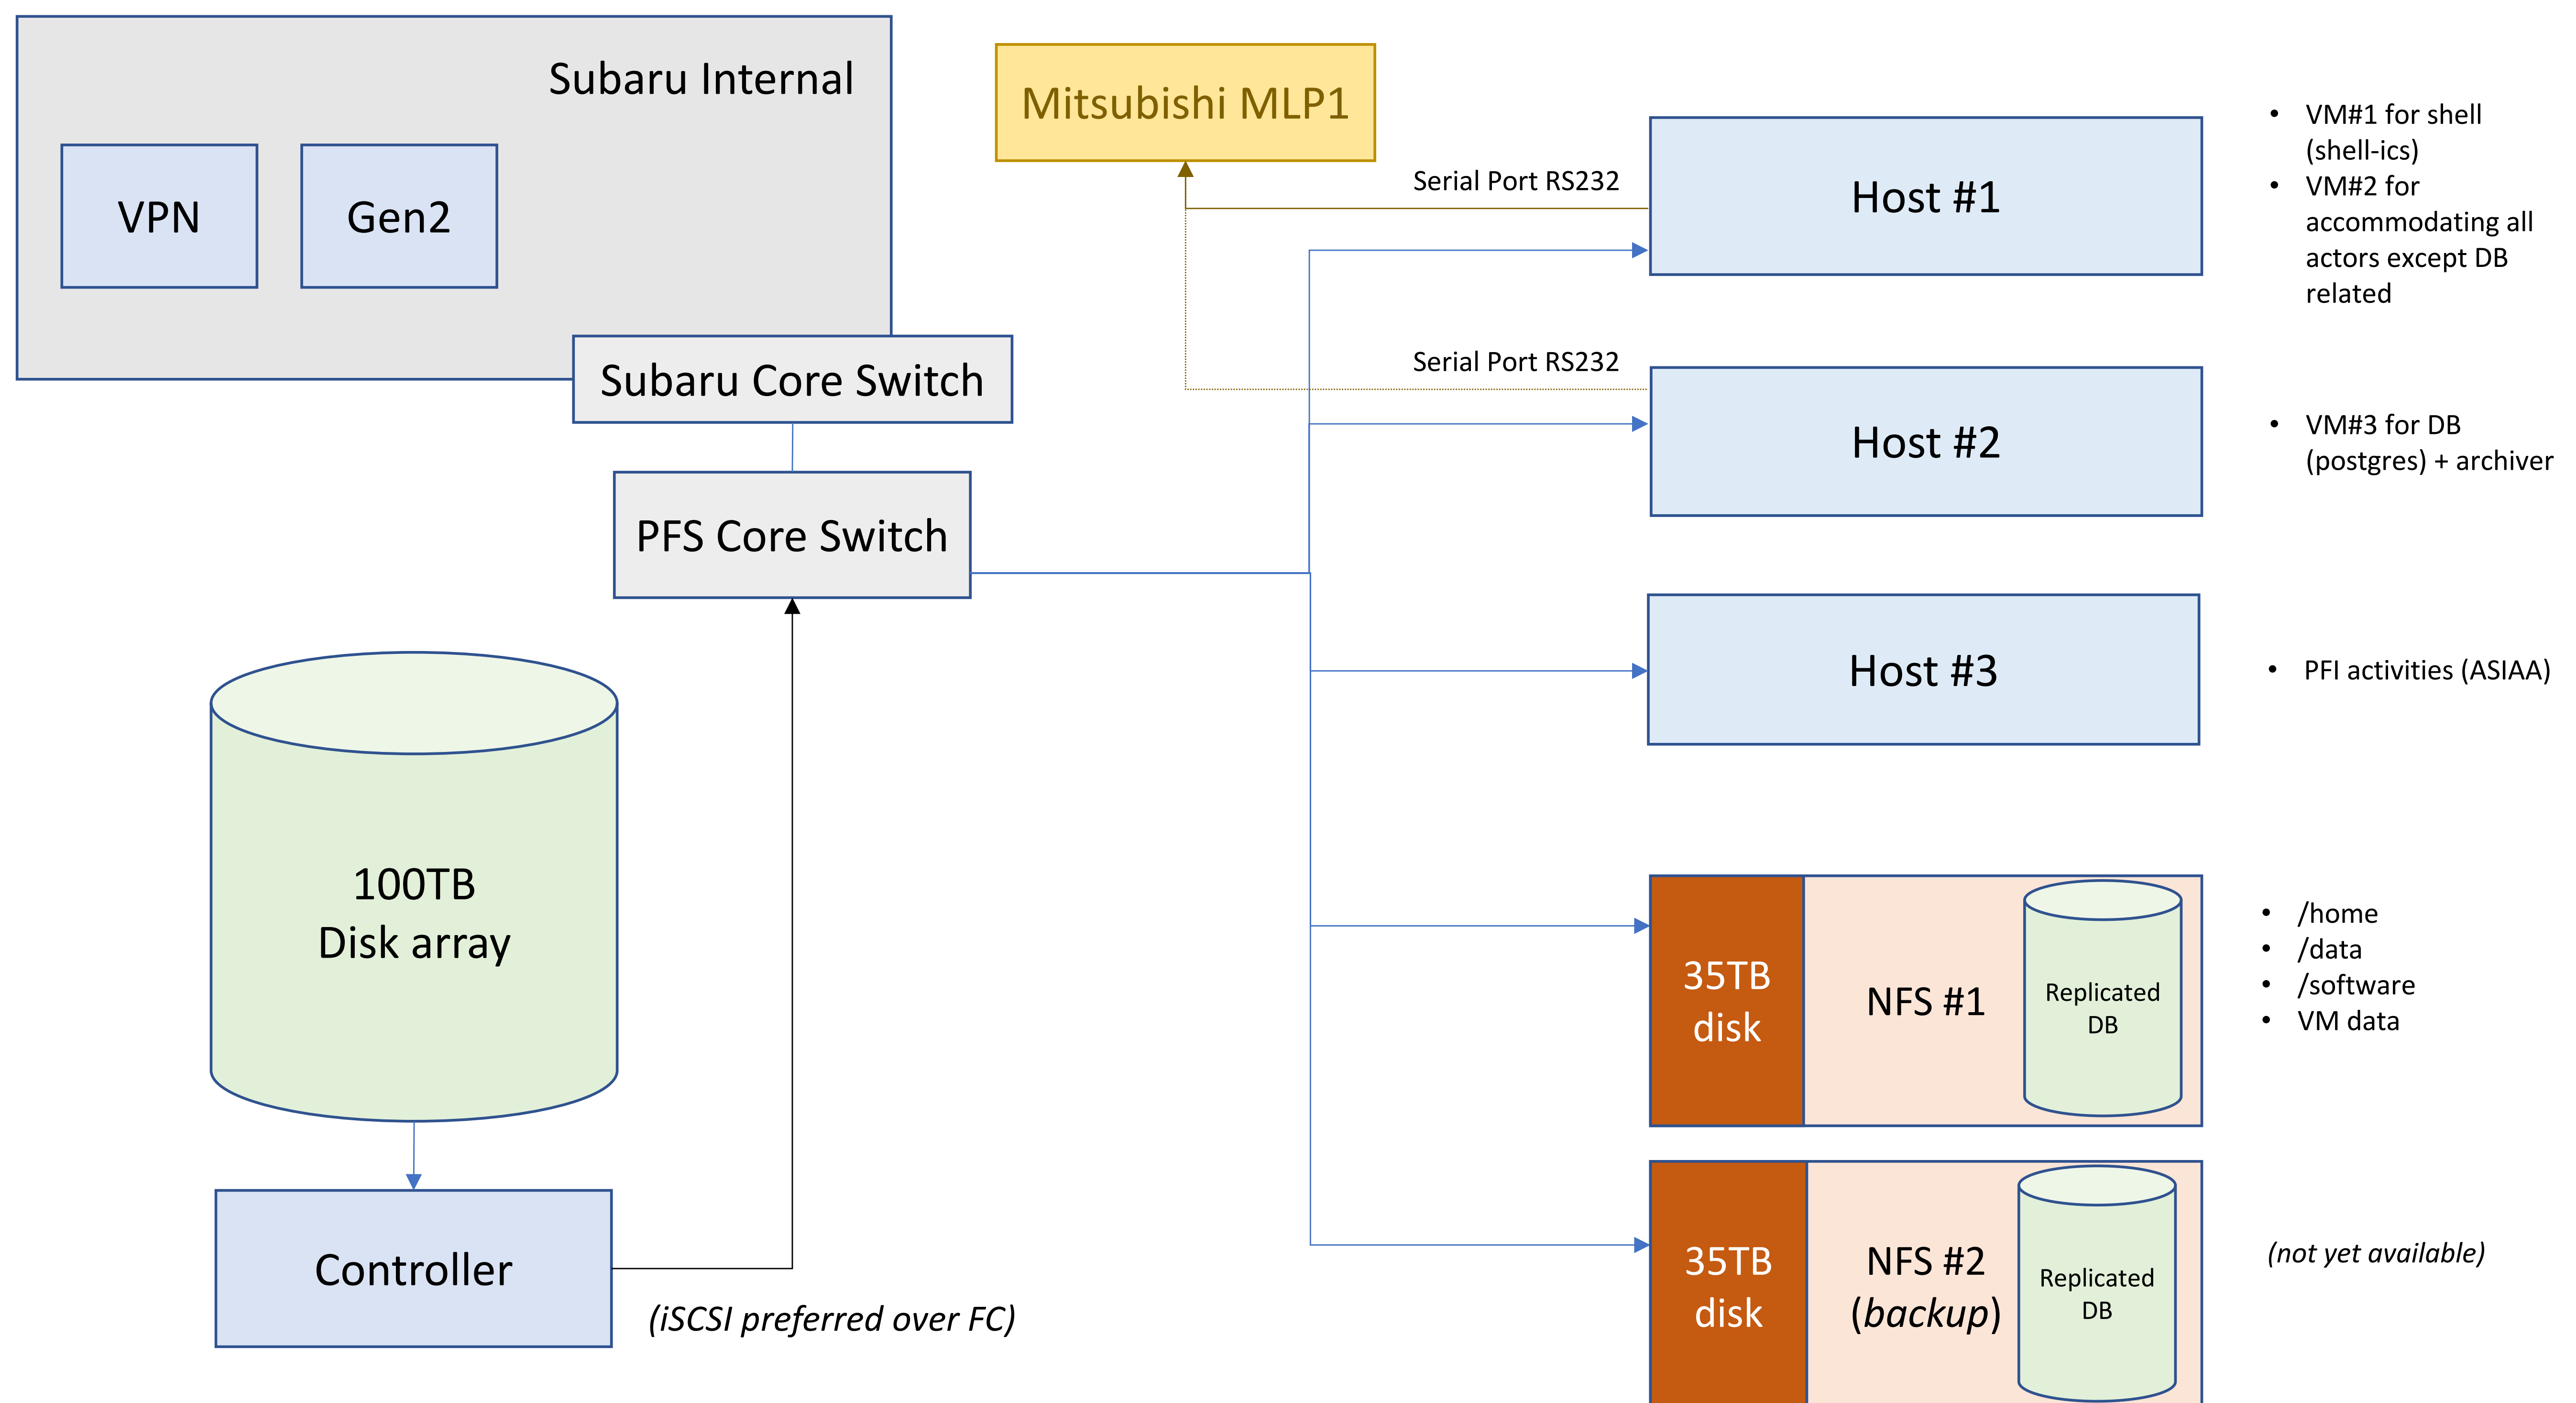 Subaru Internal
VPN
Gen2
Subaru Core Switch
PFS Core Switch
100TB
Disk array
Controller
(iSCSI preferred over FC)
Mitsubishi MLP1
Serial Port RS232
Host #1
• VM#1 for shell
(shell-ics)
• VM#2 for
accommodating all
actors except DB
related
Serial Port RS232
Host #2
• VM#3 for DB
(postgres) + archiver
Host #3
• PFI activities (ASIAA)
35TB
disk
NFS #1
Replicated
DB
• /home
• /data
• /software
• VM data
35TB
disk
NFS #2
(backup)
Replicated
DB
(not yet available)